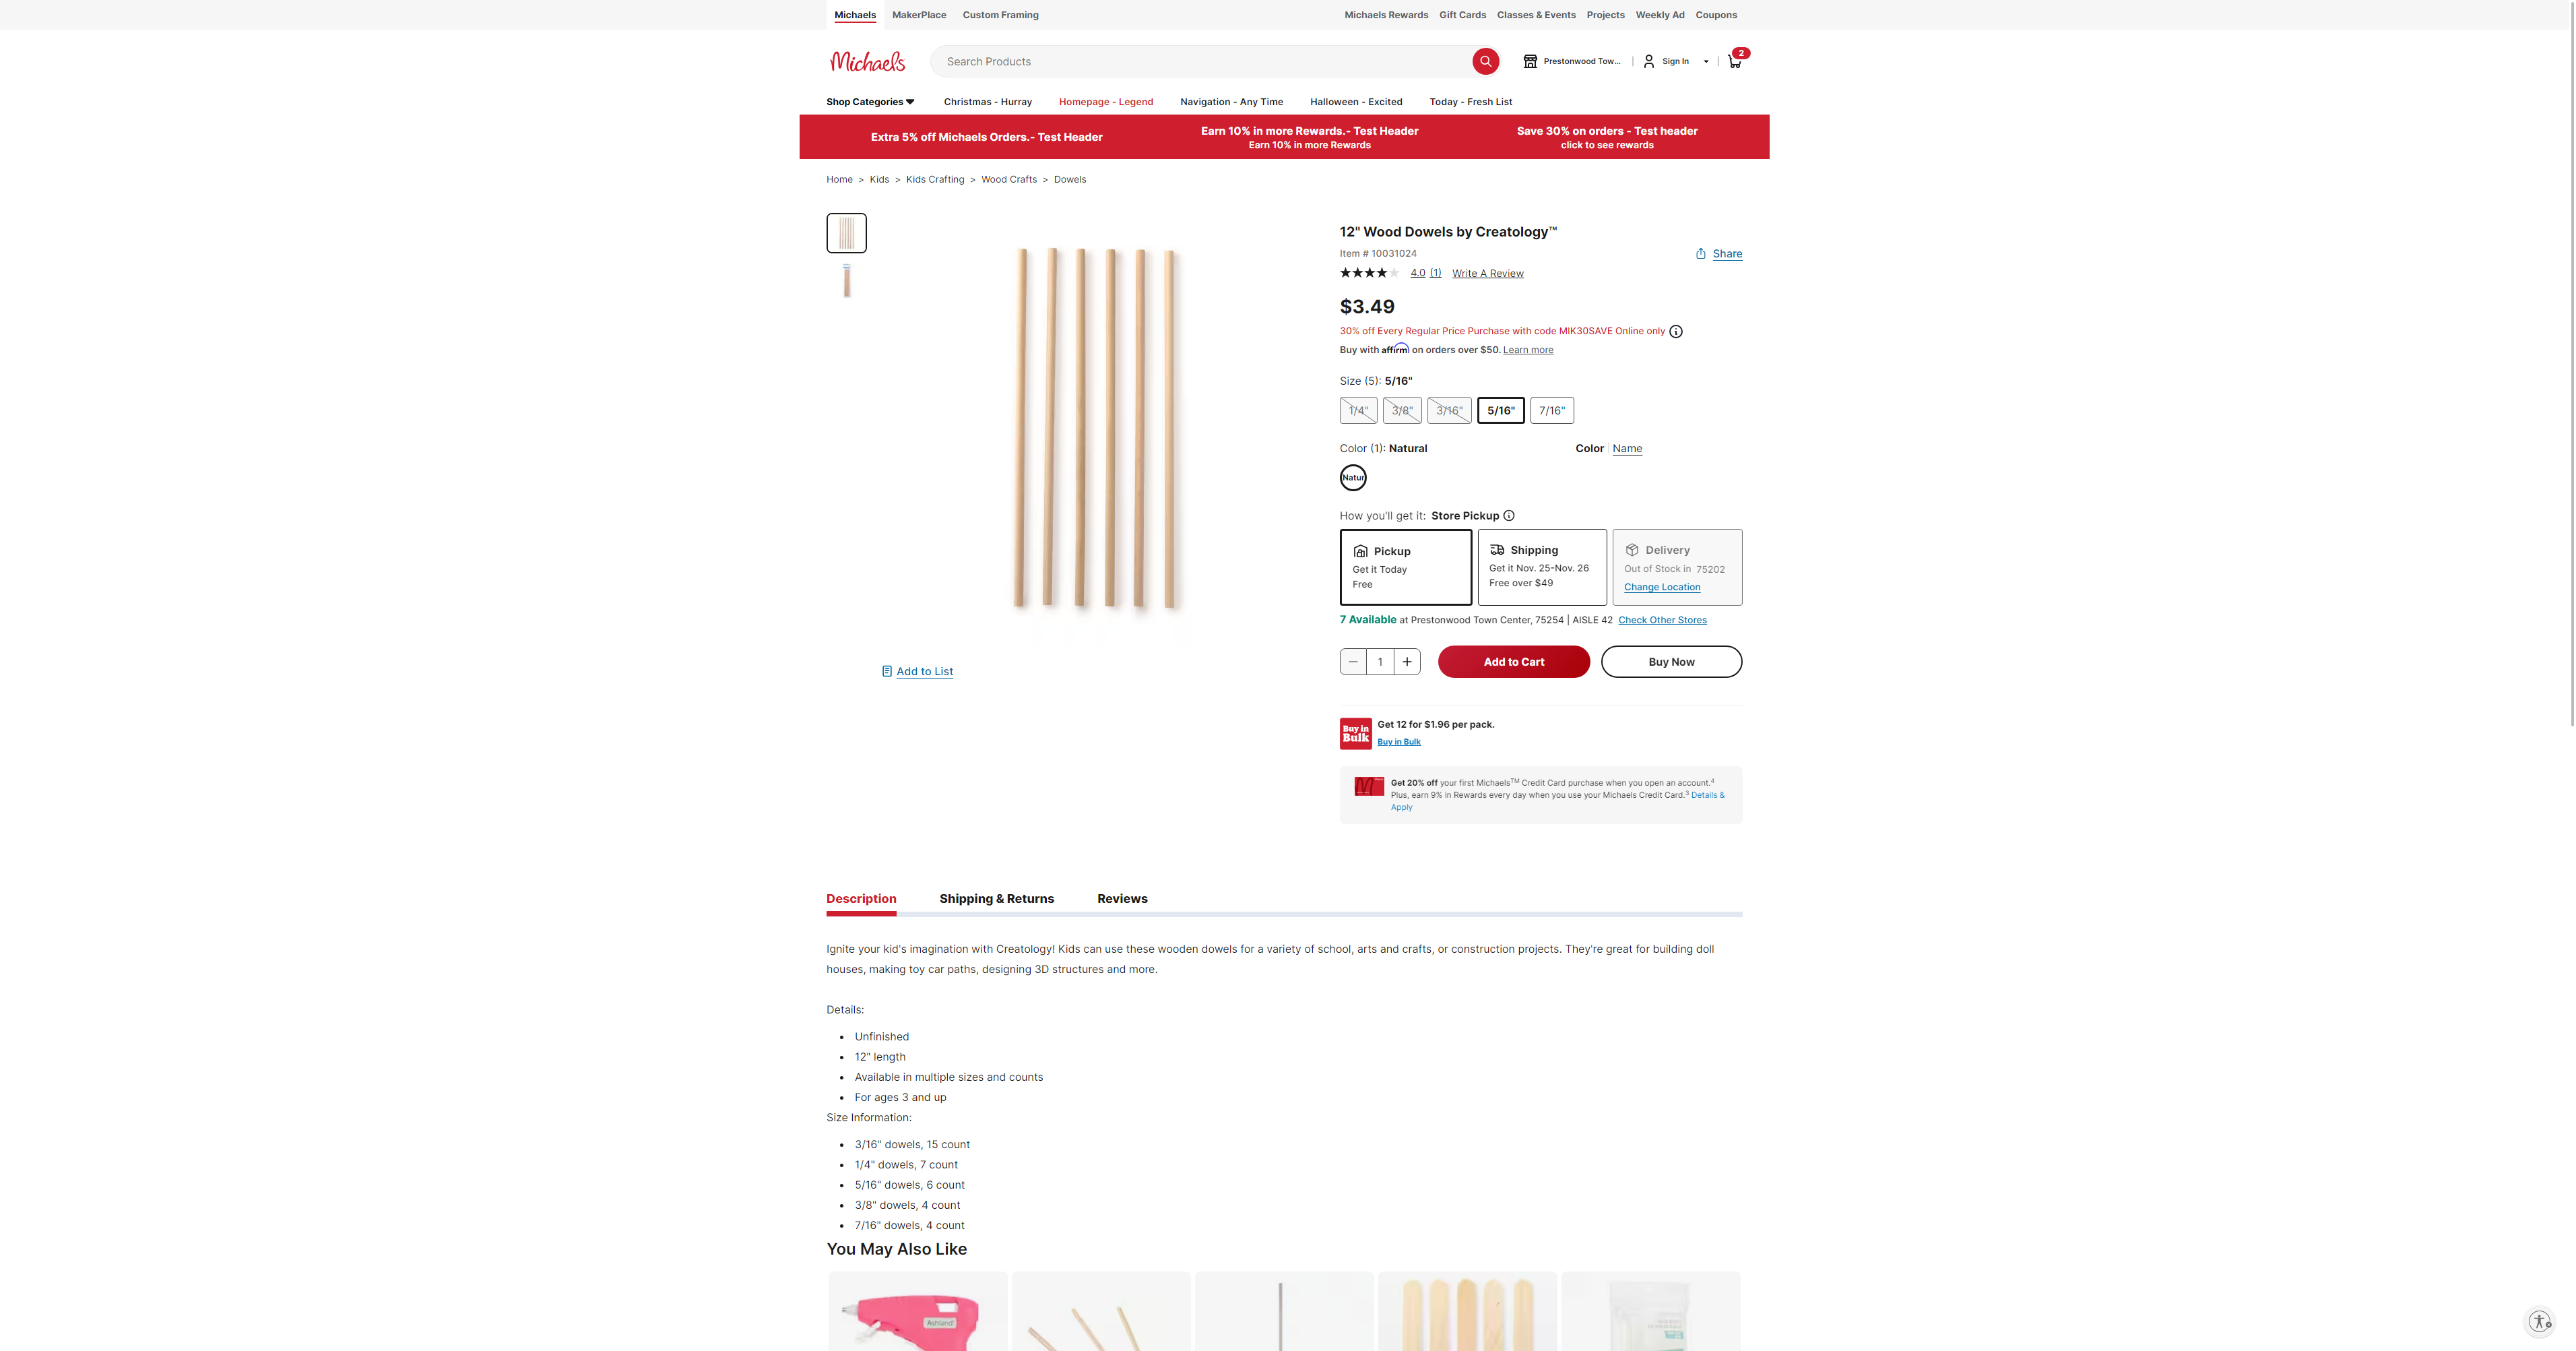 Michaels MakerPlace Custom Framing
Michaels Rewards Gift Cards Classes & Events Projects Weekly Ad Coupons
Michaels
Search Products
Prestonwood Tow... | Sign In | 2
Shop Categories Christmas - Hurray Homepage - Legend Navigation - Any Time Halloween - Excited Today - Fresh List
Extra 5% off Michaels Orders.- Test Header
Earn 10% in more Rewards.- Test Header
Earn 10% in more Rewards
Save 30% on orders - Test header
click to see rewards
Home > Kids > Kids Crafting > Wood Crafts > Dowels
12" Wood Dowels by Creatology™
Item # 10031024
Share
4.0 (1) Write A Review
$3.49
30% off Every Regular Price Purchase with code MIK30SAVE Online only
Buy with affirm on orders over $50. Learn more
Size (5): 5/16"
1/4" 3/8" 3/16" 5/16" 7/16"
Color (1): Natural
Color | Name
Natur
How you'll get it: Store Pickup
Pickup
Get it Today
Free
Shipping
Get it Nov. 25-Nov. 26
Free over $49
Delivery
Out of Stock in 75202
Change Location
7 Available at Prestonwood Town Center, 75254 | AISLE 42 Check Other Stores
1
Add to Cart
Buy Now
Add to List
Buy in
Bulk
Get 12 for $1.96 per pack.
Buy in Bulk
Get 20% off your first Michaels™ Credit Card purchase when you open an account.⁴
Plus, earn 9% in Rewards every day when you use your Michaels Credit Card.³ Details &
Apply
Description Shipping & Returns Reviews
Ignite your kid's imagination with Creatology! Kids can use these wooden dowels for a variety of school, arts and crafts, or construction projects. They're great for building doll
houses, making toy car paths, designing 3D structures and more.
Details:
• Unfinished
• 12" length
• Available in multiple sizes and counts
• For ages 3 and up
Size Information:
• 3/16" dowels, 15 count
• 1/4" dowels, 7 count
• 5/16" dowels, 6 count
• 3/8" dowels, 4 count
• 7/16" dowels, 4 count
You May Also Like
Ashland